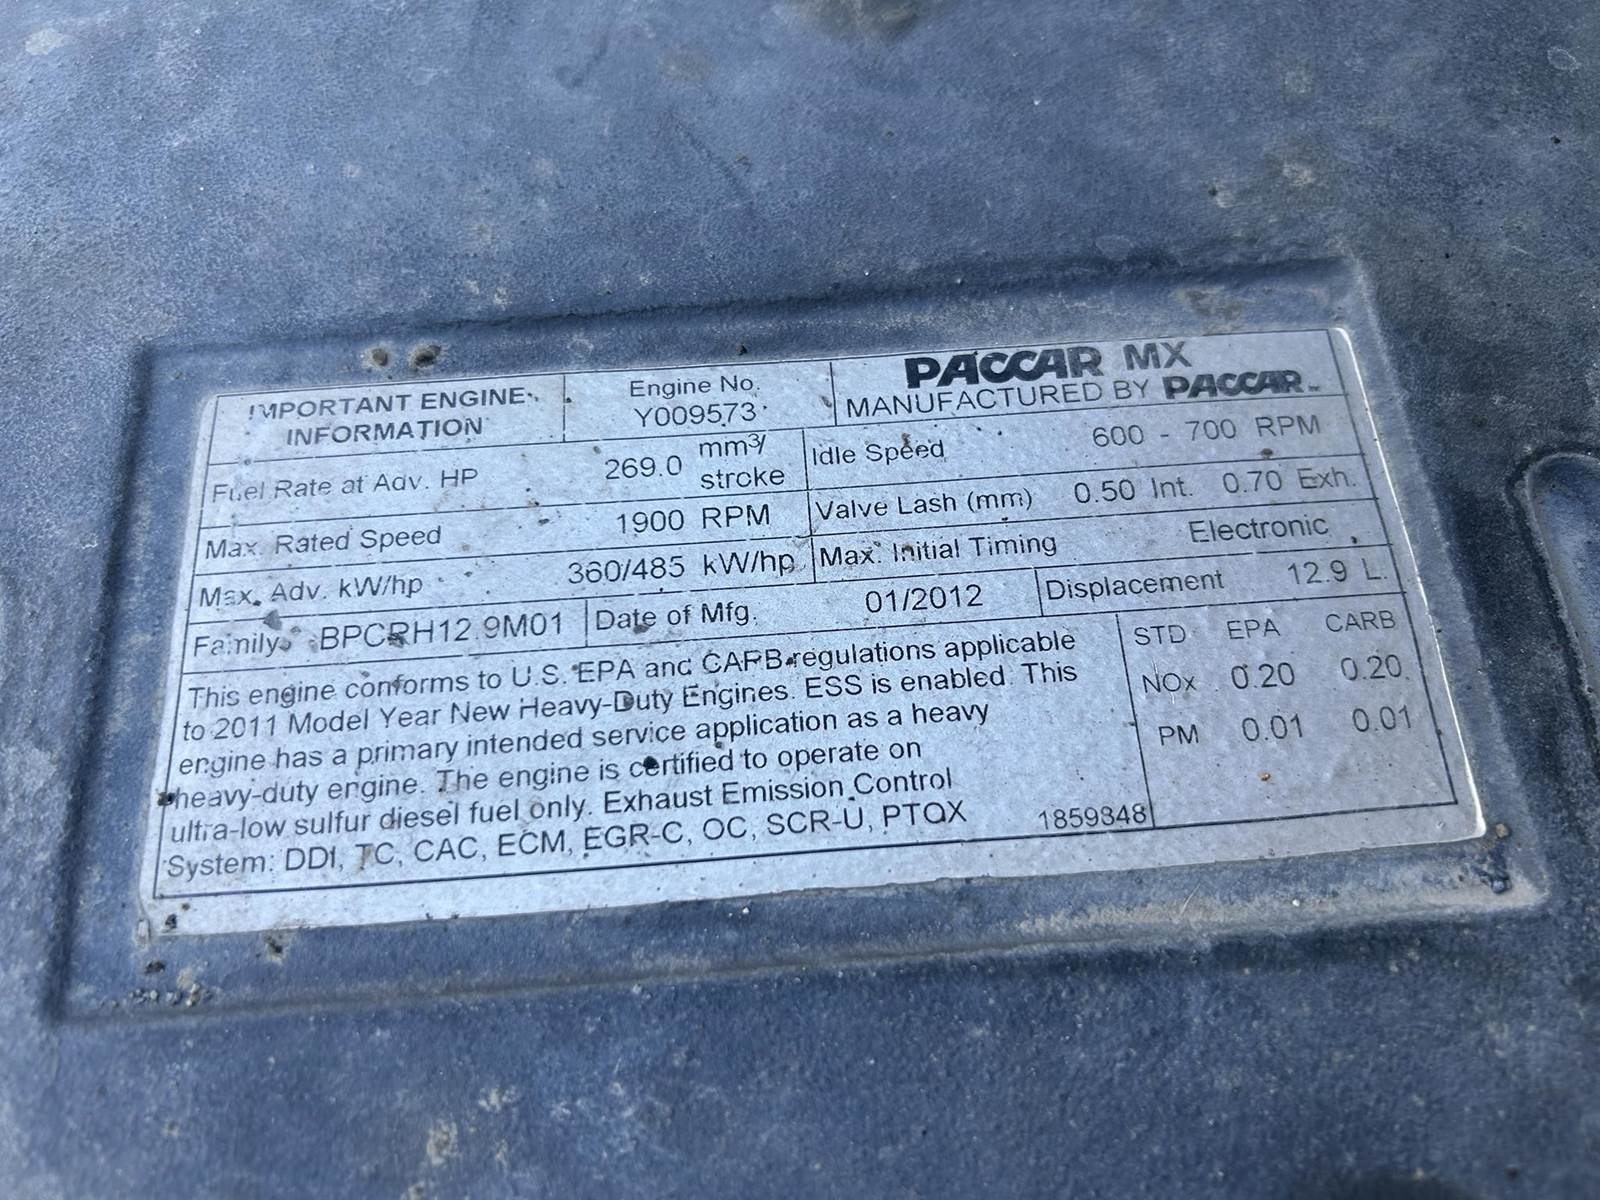 IMPORTANT ENGINE
INFORMATION
Engine No.
Y009573
PACCAR MX
MANUFACTURED BY PACCAR
Fuel Rate at Adv. HP 269.0 mm3/
stroke
Idle Speed 600 - 700 RPM
Max. Rated Speed 1900 RPM
Valve Lash (mm) 0.50 Int. 0.70 Exh.
Max. Adv. kW/hp 360/485 kW/hp
Max. Initial Timing Electronic
Family BPCRH12.9M01
Date of Mfg. 01/2012
Displacement 12.9 L.
This engine conforms to U.S. EPA and CARB regulations applicable
to 2011 Model Year New Heavy-Duty Engines. ESS is enabled. This
engine has a primary intended service application as a heavy
heavy-duty engine. The engine is certified to operate on
ultra-low sulfur diesel fuel only. Exhaust Emission Control
System: DDI, TC, CAC, ECM, EGR-C, OC, SCR-U, PTOX
1859848
STD EPA CARB
NOx 0.20 0.20
PM 0.01 0.01